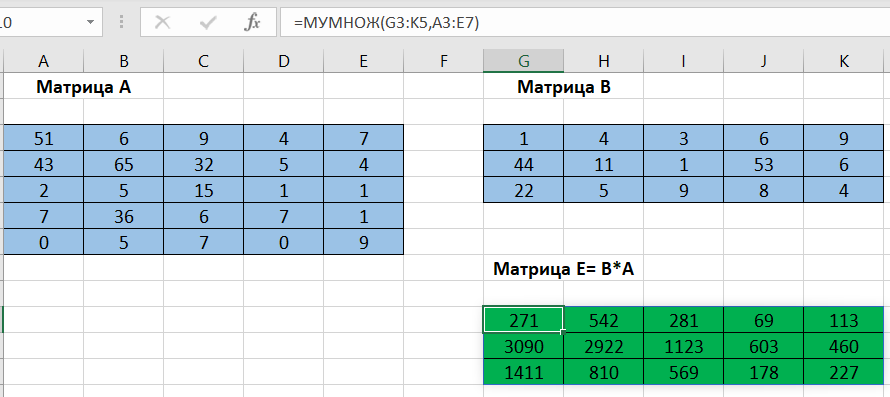 L0 fx =МУМНОЖ(G3:K5,A3:E7)
A B C D E F G H I J K
Матрица A Матрица B
51 6 9 4 7 1 4 3 6 9
43 65 32 5 4 44 11 1 53 6
2 5 15 1 1 22 5 9 8 4
7 36 6 7 1
0 5 7 0 9
Матрица E= B*A
271 542 281 69 113
3090 2922 1123 603 460
1411 810 569 178 227